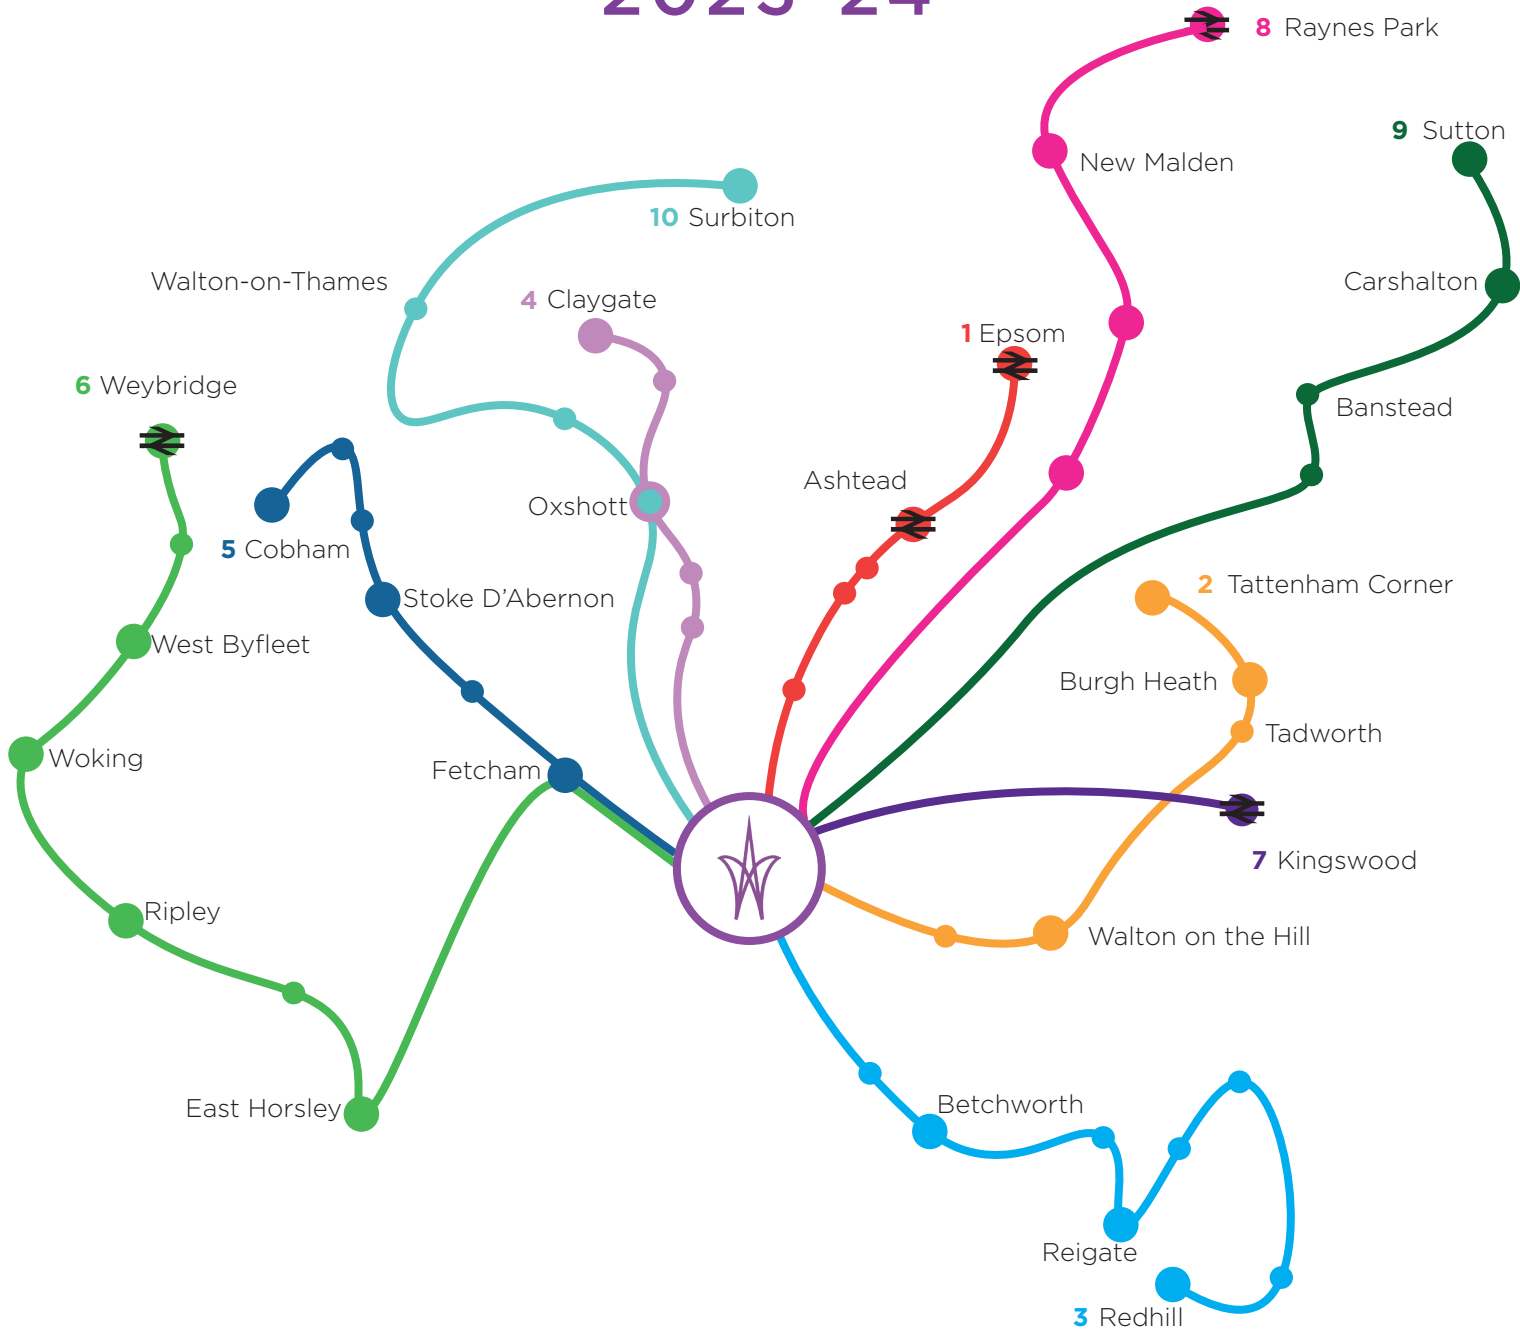 2023-24
8 Raynes Park
9 Sutton
New Malden
10 Surbiton
Walton-on-Thames
Carshalton
4 Claygate
1 Epsom
6 Weybridge
Banstead
Ashtead
Oxshott
5 Cobham
2 Tattenham Corner
Stoke D'Abernon
West Byfleet
Burgh Heath
Tadworth
Woking
Fetcham
7 Kingswood
Ripley
Walton on the Hill
Betchworth
East Horsley
Reigate
3 Redhill